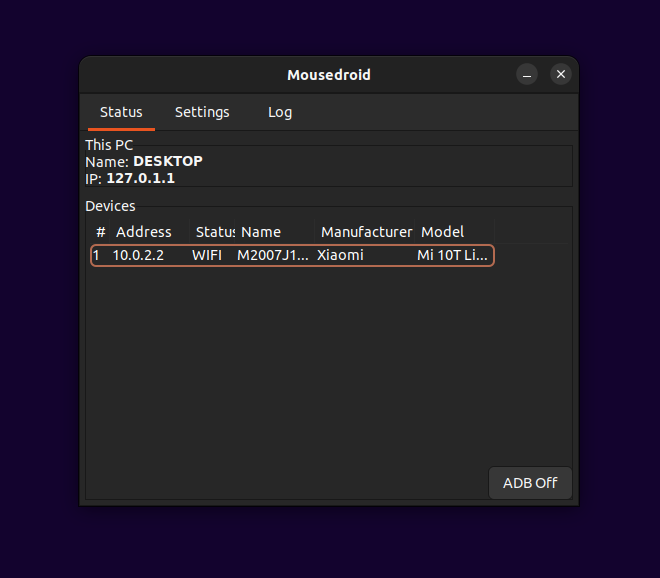 Mousedroid
Status Settings Log
This PC
Name: DESKTOP
IP: 127.0.1.1
Devices
# Address Status Name Manufacturer Model
1 10.0.2.2 WIFI M2007J1... Xiaomi Mi 10T Li...
ADB Off